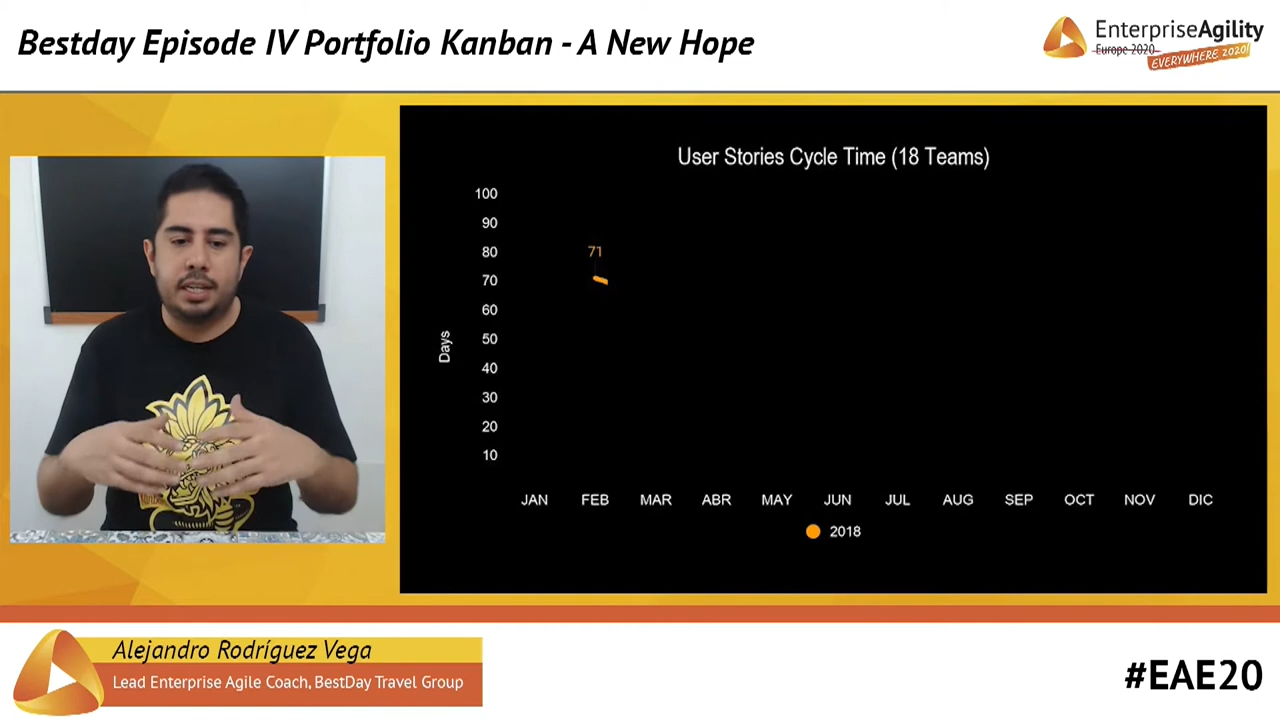 Bestday Episode IV Portfolio Kanban - A New Hope
EnterpriseAgility
Europe 2020
EVERYWHERE 2020!
User Stories Cycle Time (18 Teams)
100
90
80
70
60
50
40
30
20
10
Days
71
JAN FEB MAR ABR MAY JUN JUL AUG SEP OCT NOV DIC
2018
Alejandro Rodríguez Vega
Lead Enterprise Agile Coach, BestDay Travel Group
#EAE20